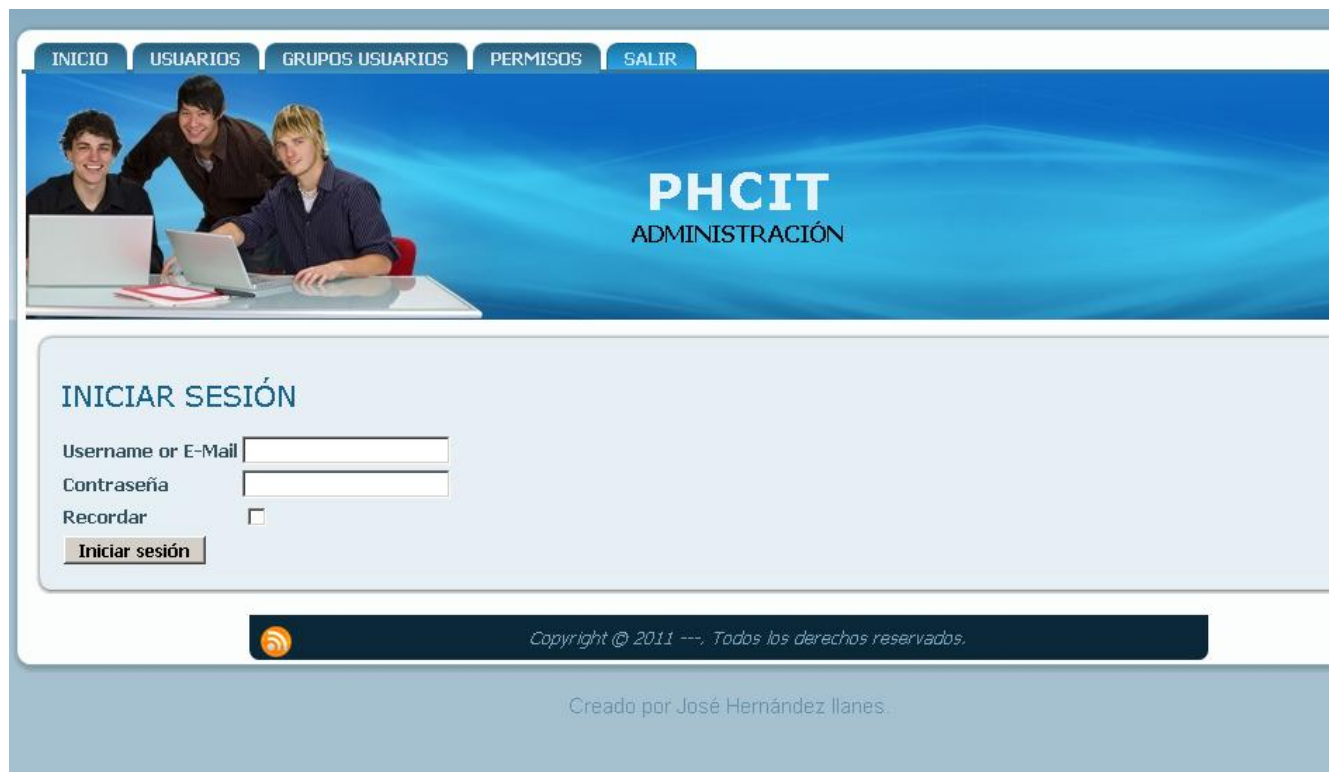 INICIO USUARIOS GRUPOS USUARIOS PERMISOS SALIR
PHCIT
ADMINISTRACIÓN
INICIAR SESIÓN
Username or E-Mail
Contraseña
Recordar
Iniciar sesión
Copyright © 2011 ---, Todos los derechos reservados.
Creado por José Hernández llanes.